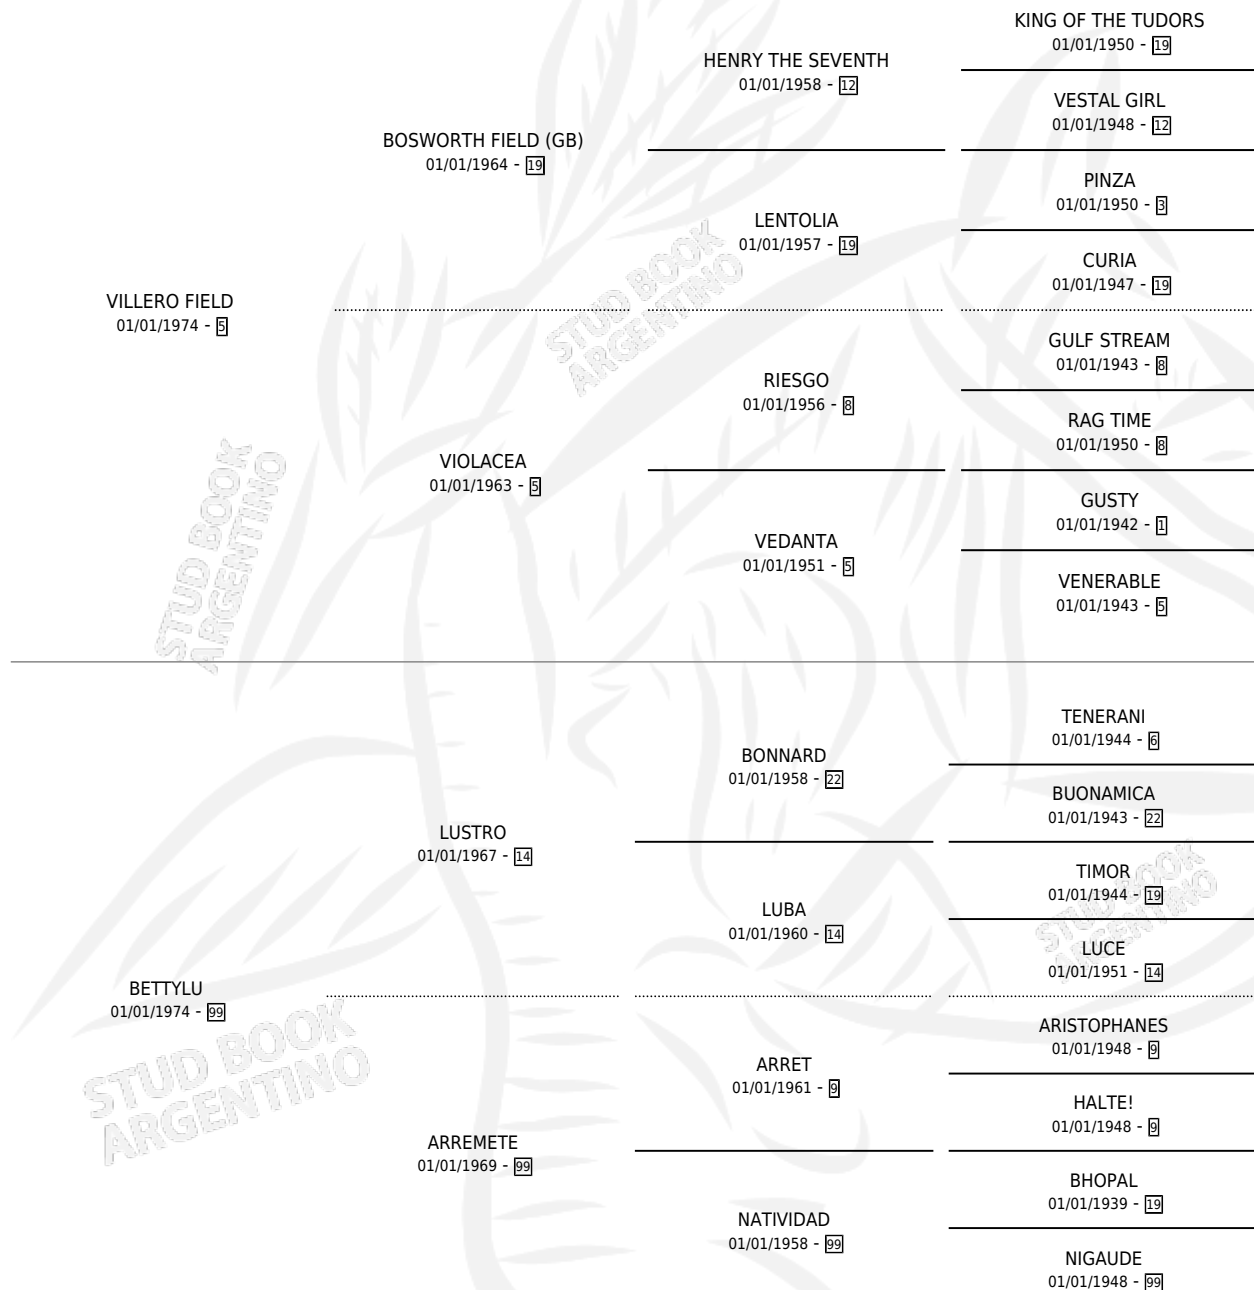 KING OF THE TUDORS
01/01/1950 - 19
HENRY THE SEVENTH
01/01/1958 - 12
VESTAL GIRL
01/01/1948 - 12
BOSWORTH FIELD (GB)
01/01/1964 - 19
PINZA
01/01/1950 - 3
LENTOLIA
01/01/1957 - 19
CURIA
01/01/1947 - 19
VILLERO FIELD
01/01/1974 - 5
GULF STREAM
01/01/1943 - 8
RIESGO
01/01/1956 - 8
RAG TIME
01/01/1950 - 8
VIOLACEA
01/01/1963 - 5
GUSTY
01/01/1942 - 1
VEDANTA
01/01/1951 - 5
VENERABLE
01/01/1943 - 5
TENERANI
01/01/1944 - 6
BONNARD
01/01/1958 - 22
BUONAMICA
01/01/1943 - 22
LUSTRO
01/01/1967 - 14
TIMOR
01/01/1944 - 19
LUBA
01/01/1960 - 14
LUCE
01/01/1951 - 14
BETTYLU
01/01/1974 - 99
ARISTOPHANES
01/01/1948 - 9
ARRET
01/01/1961 - 9
HALTE!
01/01/1948 - 9
ARREMETE
01/01/1969 - 99
BHOPAL
01/01/1939 - 19
NATIVIDAD
01/01/1958 - 99
NIGAUDE
01/01/1948 - 99
STUD BOOK
ARGENTINO
STUD BOOK
ARGENTINO
STUD BOOK
ARGENTINO
STUD BOOK
ARGENTINO